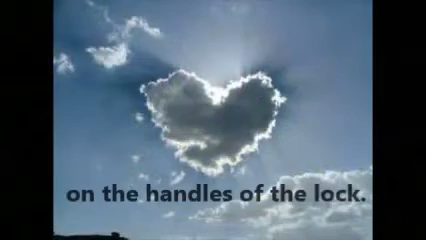 on the handles of the lock.